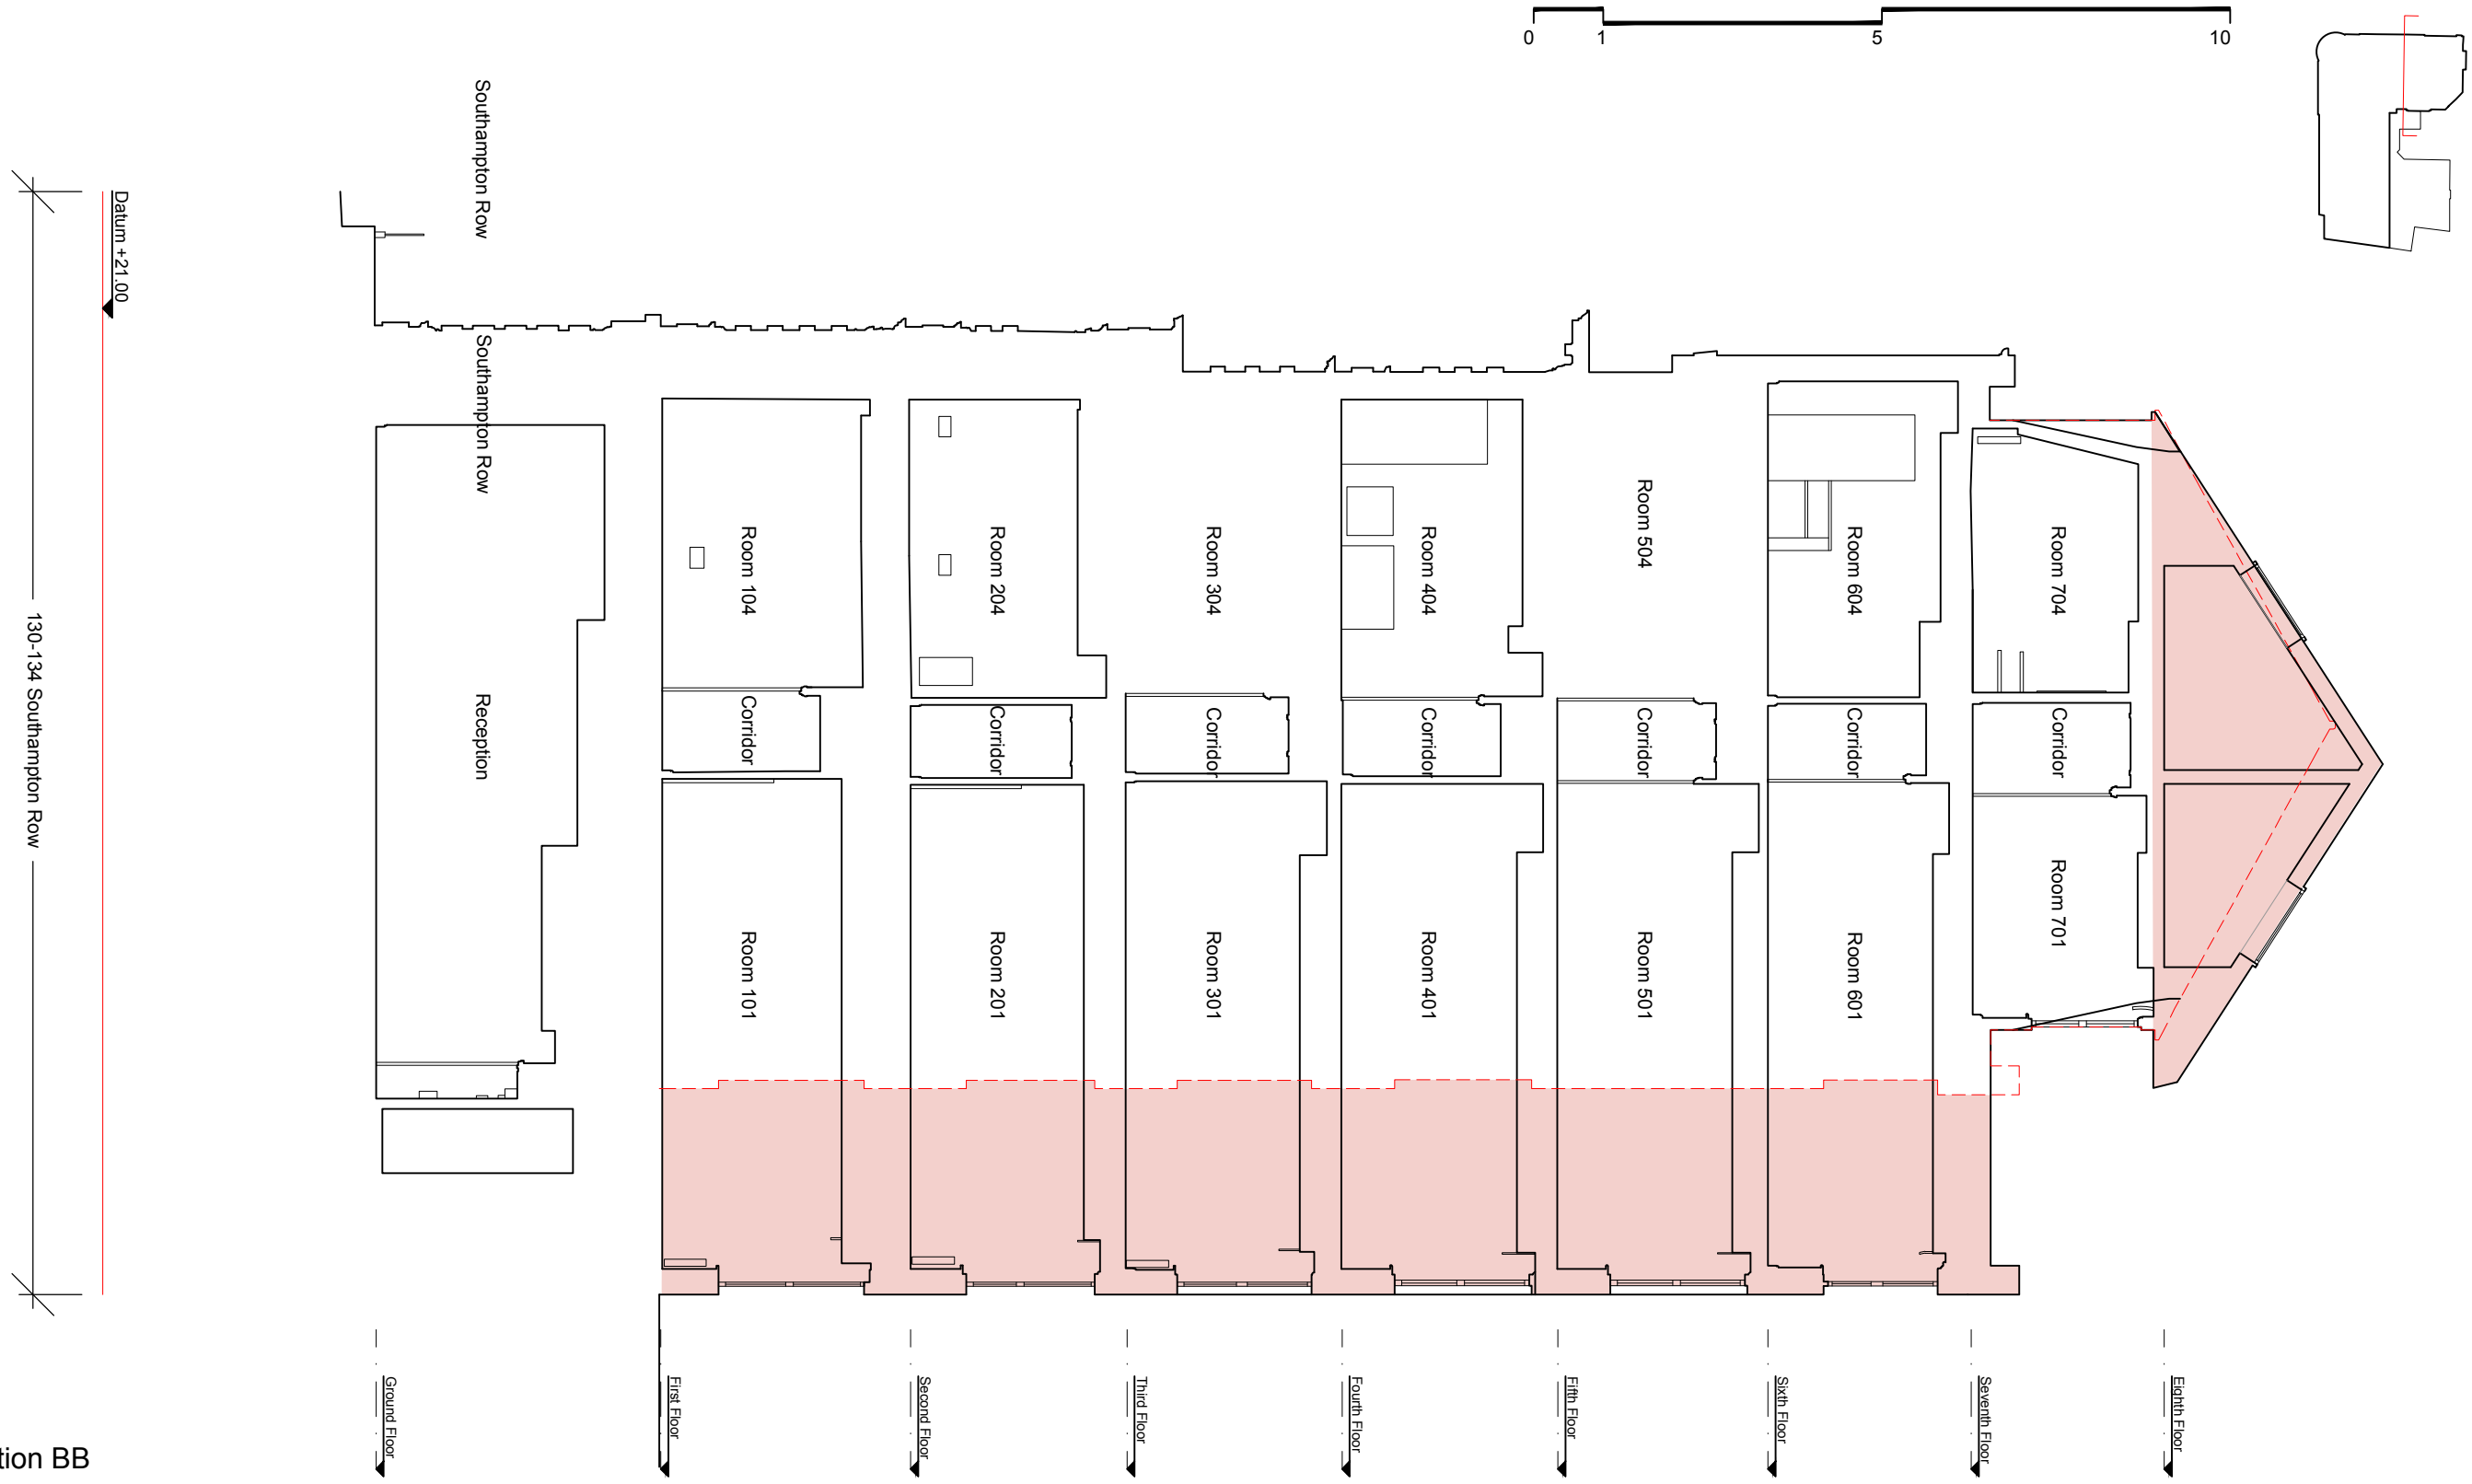 0 1 5 10
Southampton Row
Datum +21.00
130-134 Southampton Row
Southampton Row
Reception
Room 104
Corridor
Room 101
Room 204
Corridor
Room 201
Room 304
Corridor
Room 301
Room 404
Corridor
Room 401
Room 504
Corridor
Room 501
Room 604
Corridor
Room 601
Room 704
Corridor
Room 701
Ground Floor
First Floor
Second Floor
Third Floor
Fourth Floor
Fifth Floor
Sixth Floor
Seventh Floor
Eighth Floor
tion BB